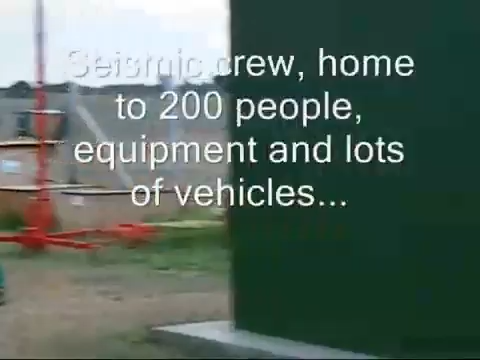 Seismic crew, home
to 200 people,
equipment and lots
of vehicles...